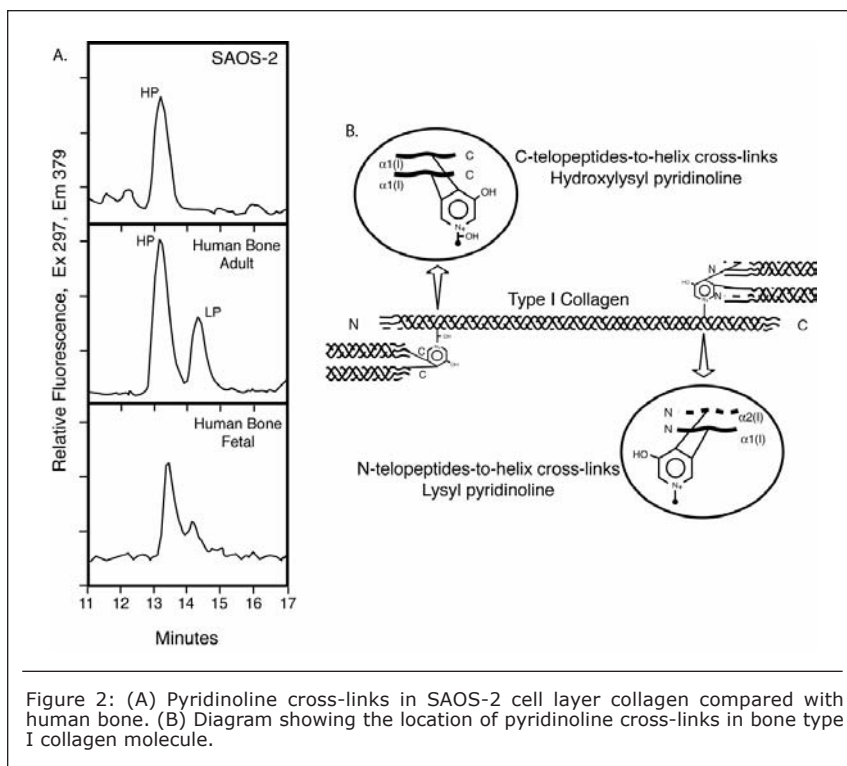 A.
SAOS-2
HP
Human Bone
Adult
HP
LP
Human Bone
Fetal
Relative Fluorescence, Ex 297, Em 379
11 12 13 14 15 16 17
Minutes
B.
α1(I)
α1(I)
C
C
OH
N+
OH
C-telopeptides-to-helix cross-links
Hydroxylysyl pyridinoline
Type I Collagen
N
C
C
C
OH
HO
N
N
N-telopeptides-to-helix cross-links
Lysyl pyridinoline
N
N
α2(I)
α1(I)
HO
N+
Figure 2: (A) Pyridinoline cross-links in SAOS-2 cell layer collagen compared with
human bone. (B) Diagram showing the location of pyridinoline cross-links in bone type
I collagen molecule.